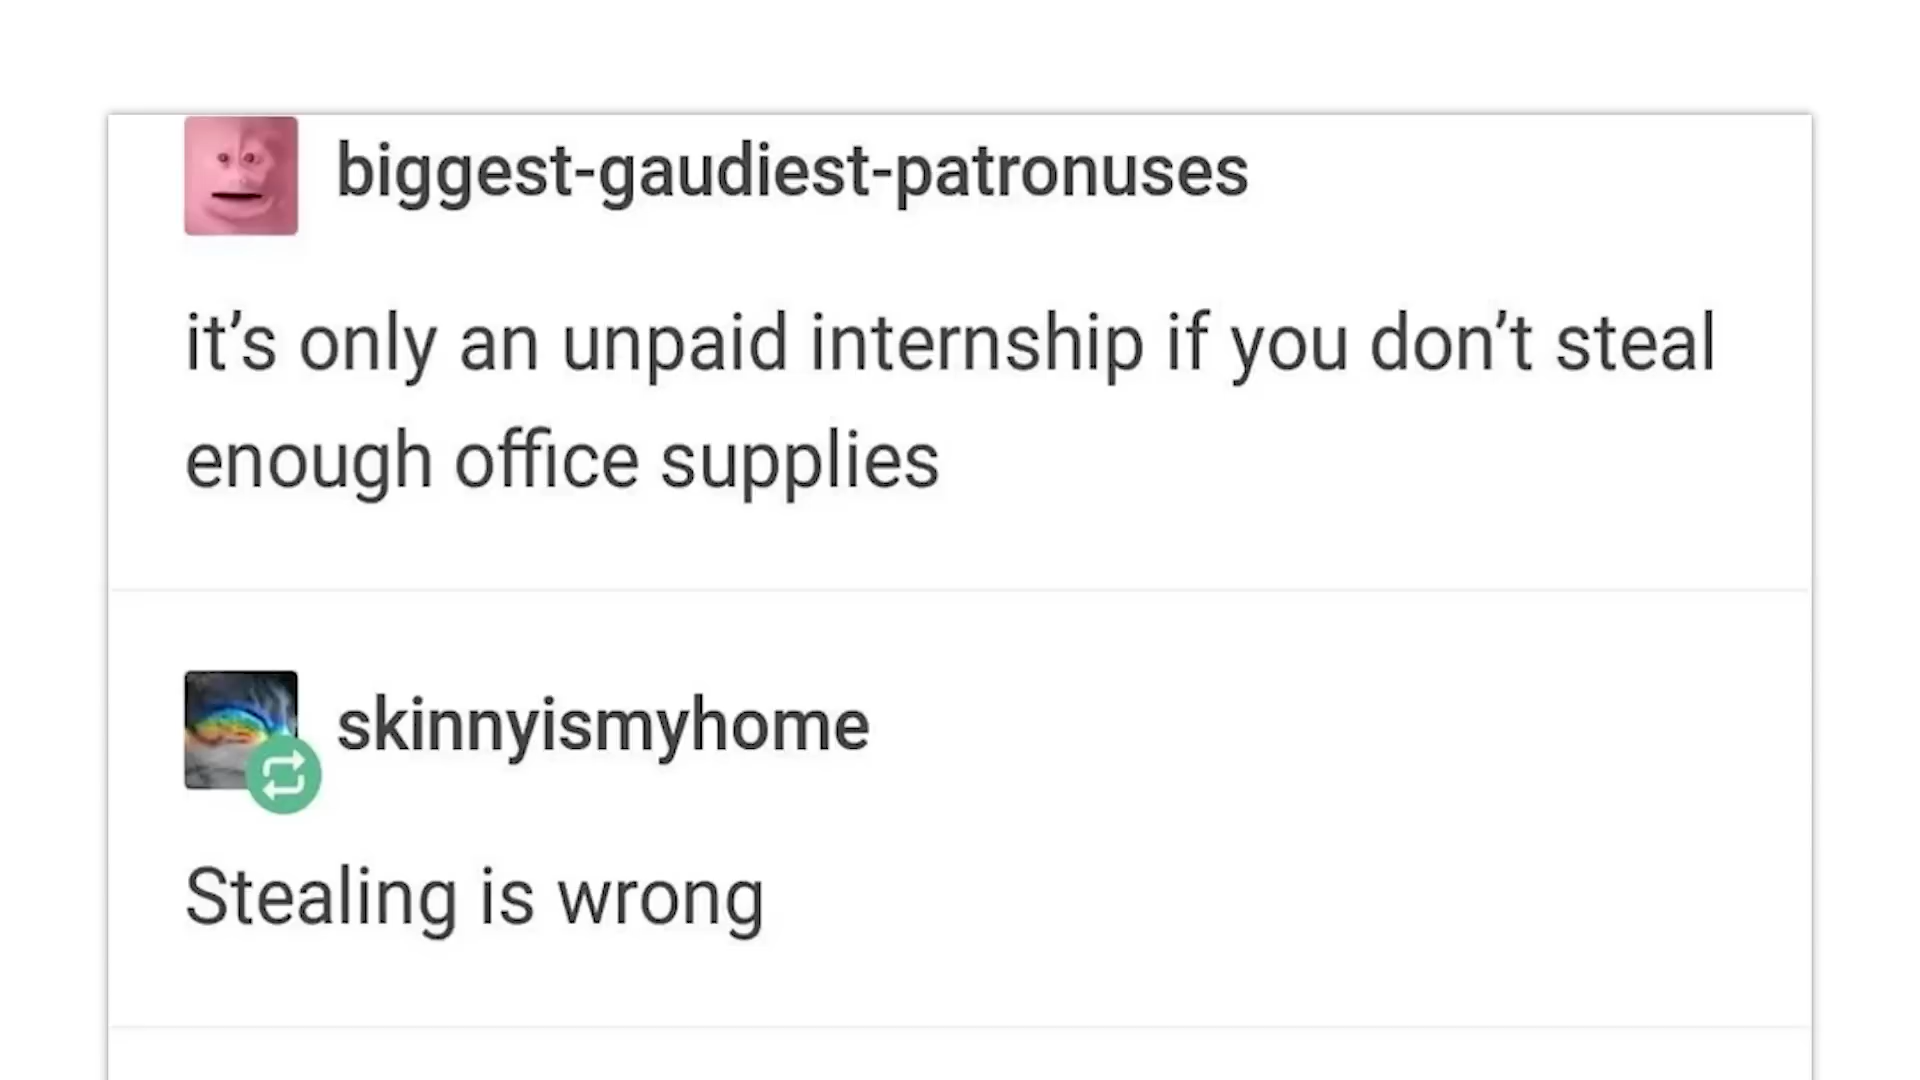 biggest-gaudiest-patronuses
it’s only an unpaid internship if you don’t steal
enough office supplies
skinnyismyhome
Stealing is wrong